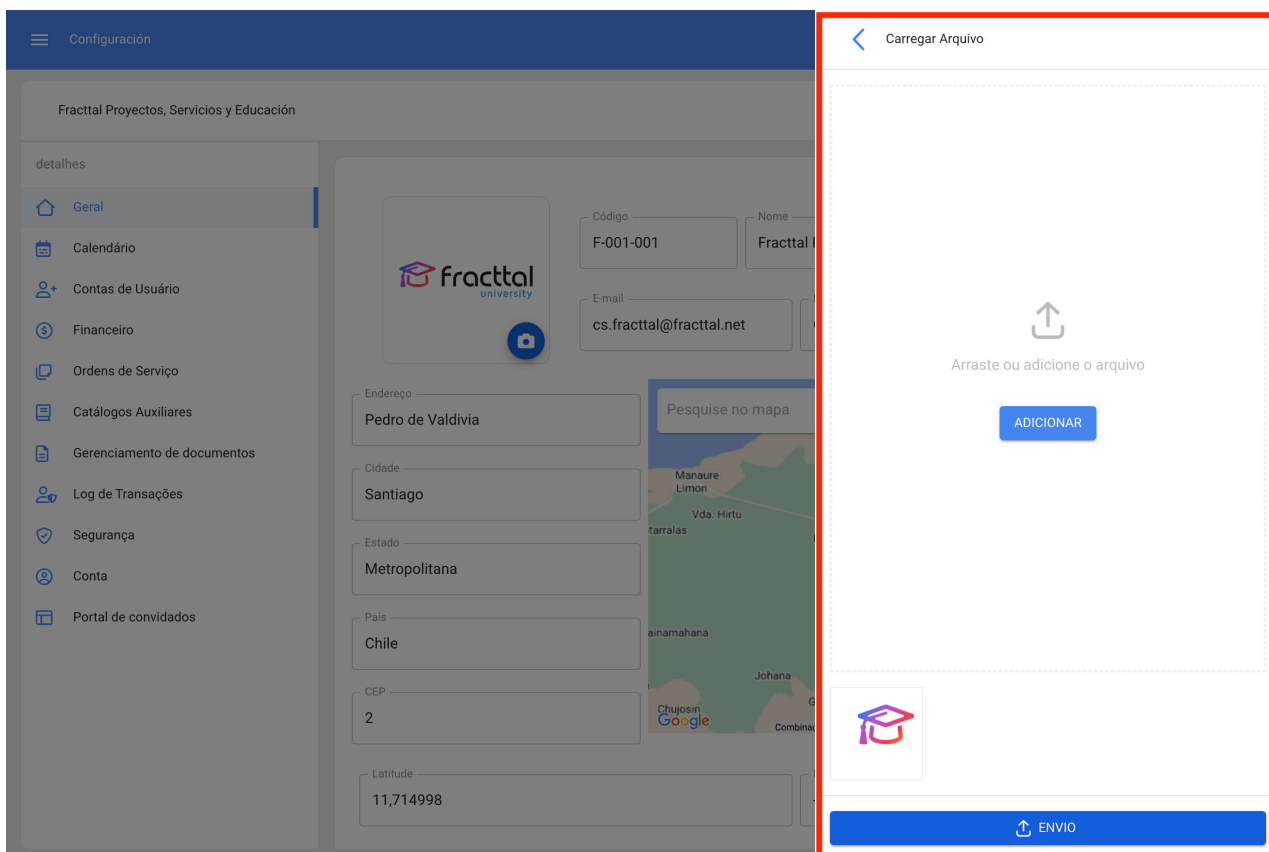 Configuración
Carregar Arquivo
Fracttal Proyectos, Servicios y Educación
detalhes
Geral
Calendário
Contas de Usuário
Financeiro
Ordens de Serviço
Catálogos Auxiliares
Gerenciamento de documentos
Log de Transações
Segurança
Conta
Portal de convidados
fracttal
university
Código
F-001-001
Nome
Fracttal
E-mail
cs.fracttal@fracttal.net
Endereço
Pedro de Valdivia
Cidade
Santiago
Estado
Metropolitana
País
Chile
CEP
2
Latitude
11,714998
Pesquise no mapa
Manaure
Limon
Vda. Hirtu
tarralas
ainamahana
Johana
Chujosin
Google
Arraste ou adicione o arquivo
ADICIONAR
ENVIO